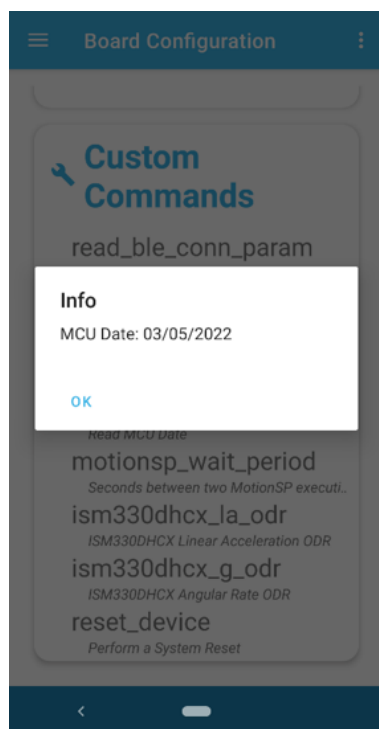 Board Configuration
Custom
Commands
read_ble_conn_param
Info
MCU Date: 03/05/2022
OK
Read MCU Date
motionsp_wait_period
Seconds between two MotionSP executi..
ism330dhcx_la_odr
ISM330DHCX Linear Acceleration ODR
ism330dhcx_g_odr
ISM330DHCX Angular Rate ODR
reset_device
Perform a System Reset